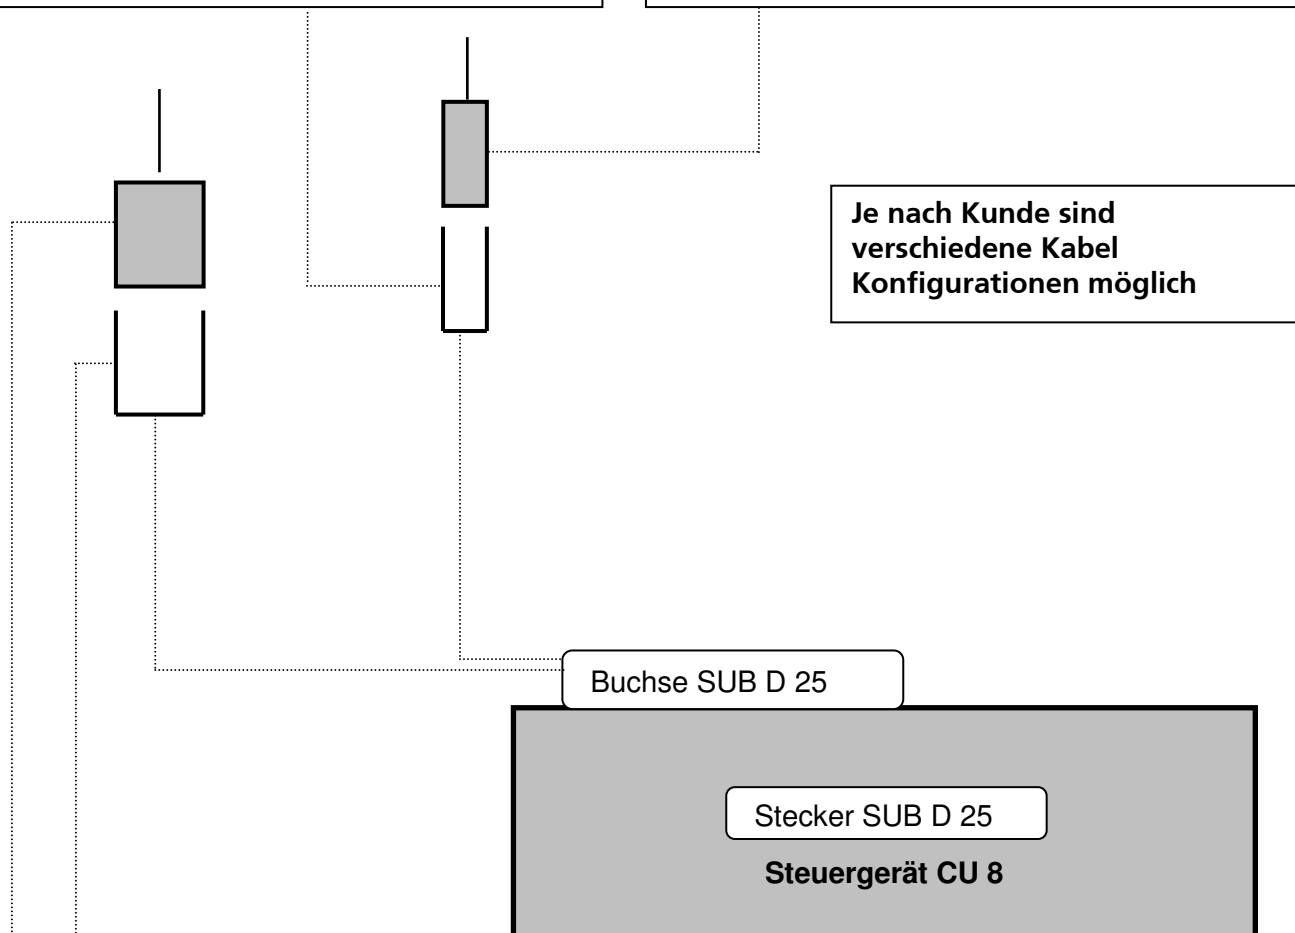 Je nach Kunde sind
verschiedene Kabel
Konfigurationen möglich
Buchse SUB D 25
Stecker SUB D 25
Steuergerät CU 8